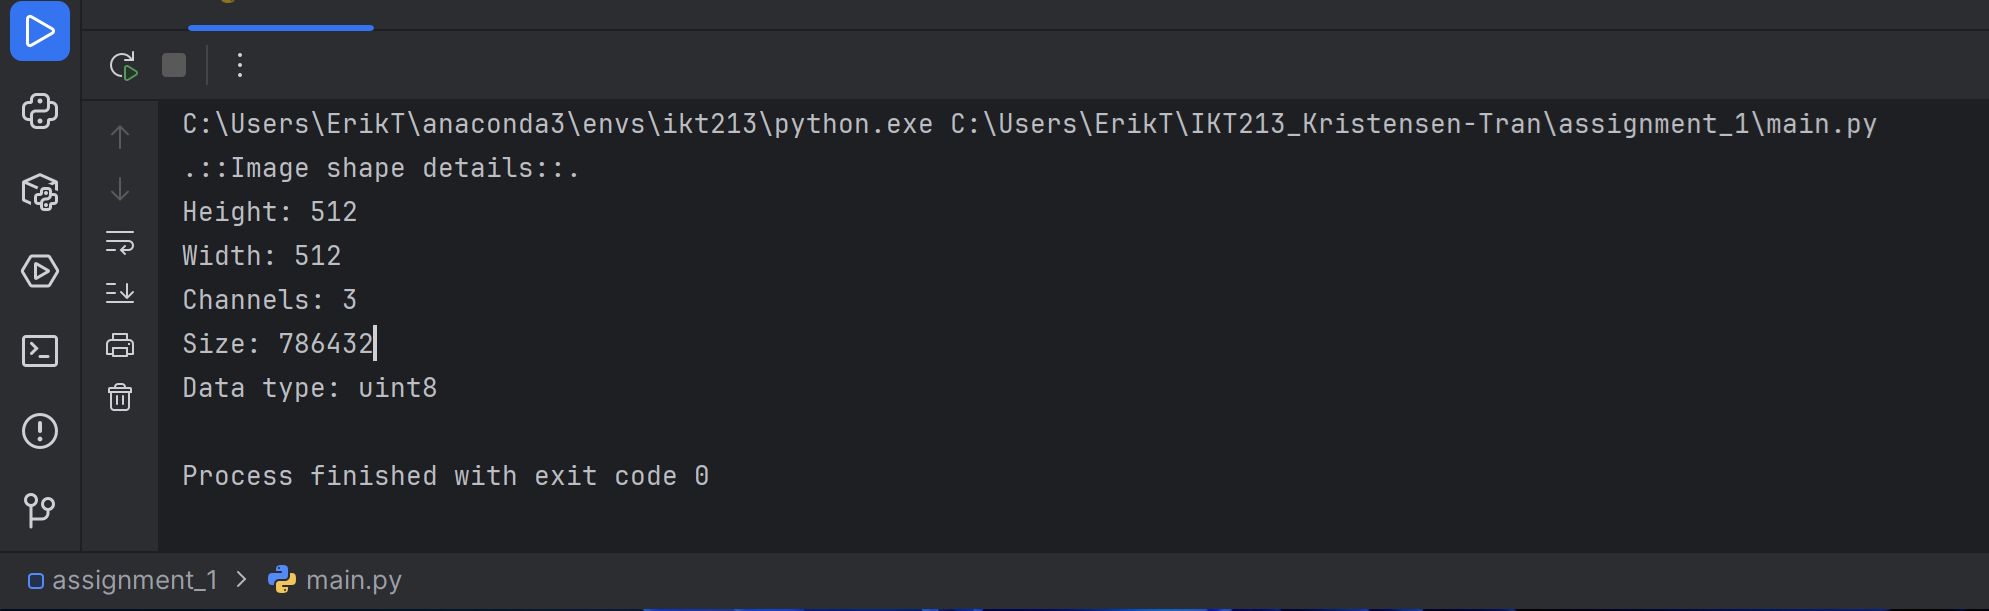 C:\Users\ErikT\anaconda3\envs\ikt213\python.exe C:\Users\ErikT\IKT213_Kristensen-Tran\assignment_1\main.py
.::Image shape details::.
Height: 512
Width: 512
Channels: 3
Size: 786432
Data type: uint8
Process finished with exit code 0
assignment_1 > main.py